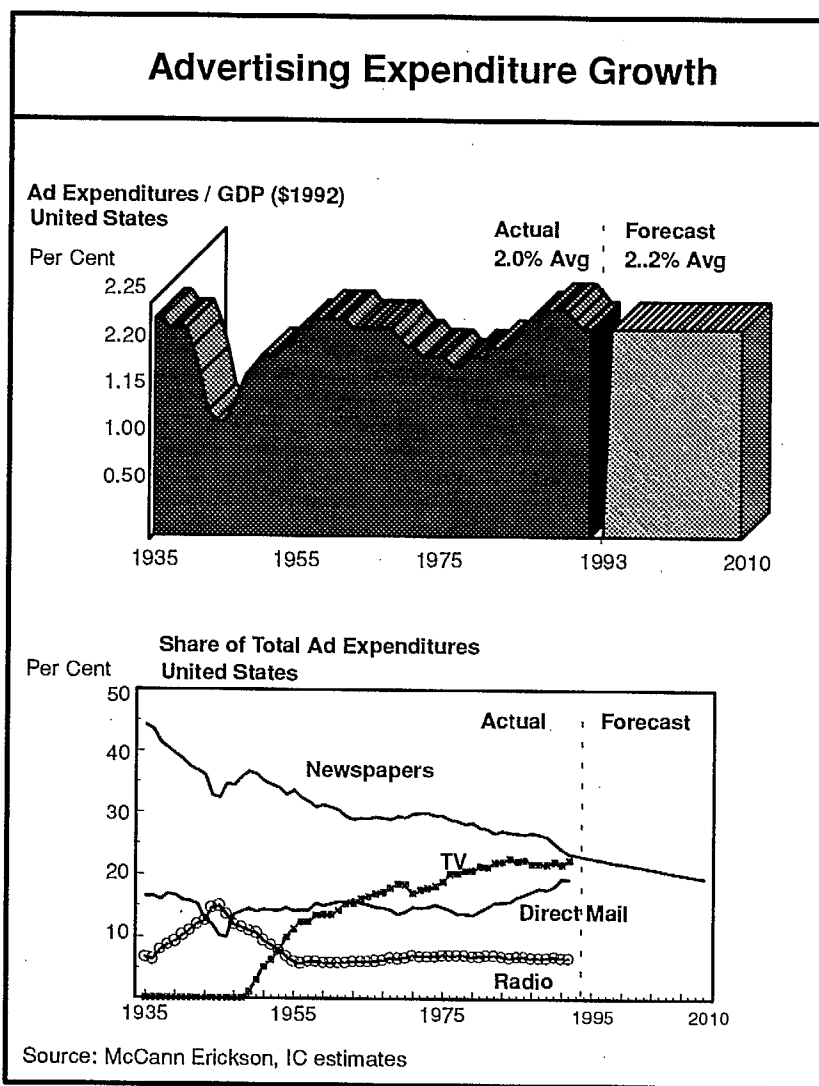 Advertising Expenditure Growth
Ad Expenditures / GDP ($1992)
United States
Per Cent
Actual
2.0% Avg
Forecast
2..2% Avg
2.25
2.20
1.15
1.00
0.50
1935 1955 1975 1993 2010
Share of Total Ad Expenditures
United States
Per Cent
50
40
30
20
10
Actual Forecast
Newspapers
TV
Direct Mail
Radio
1935 1955 1975 1995 2010
Source: McCann Erickson, IC estimates